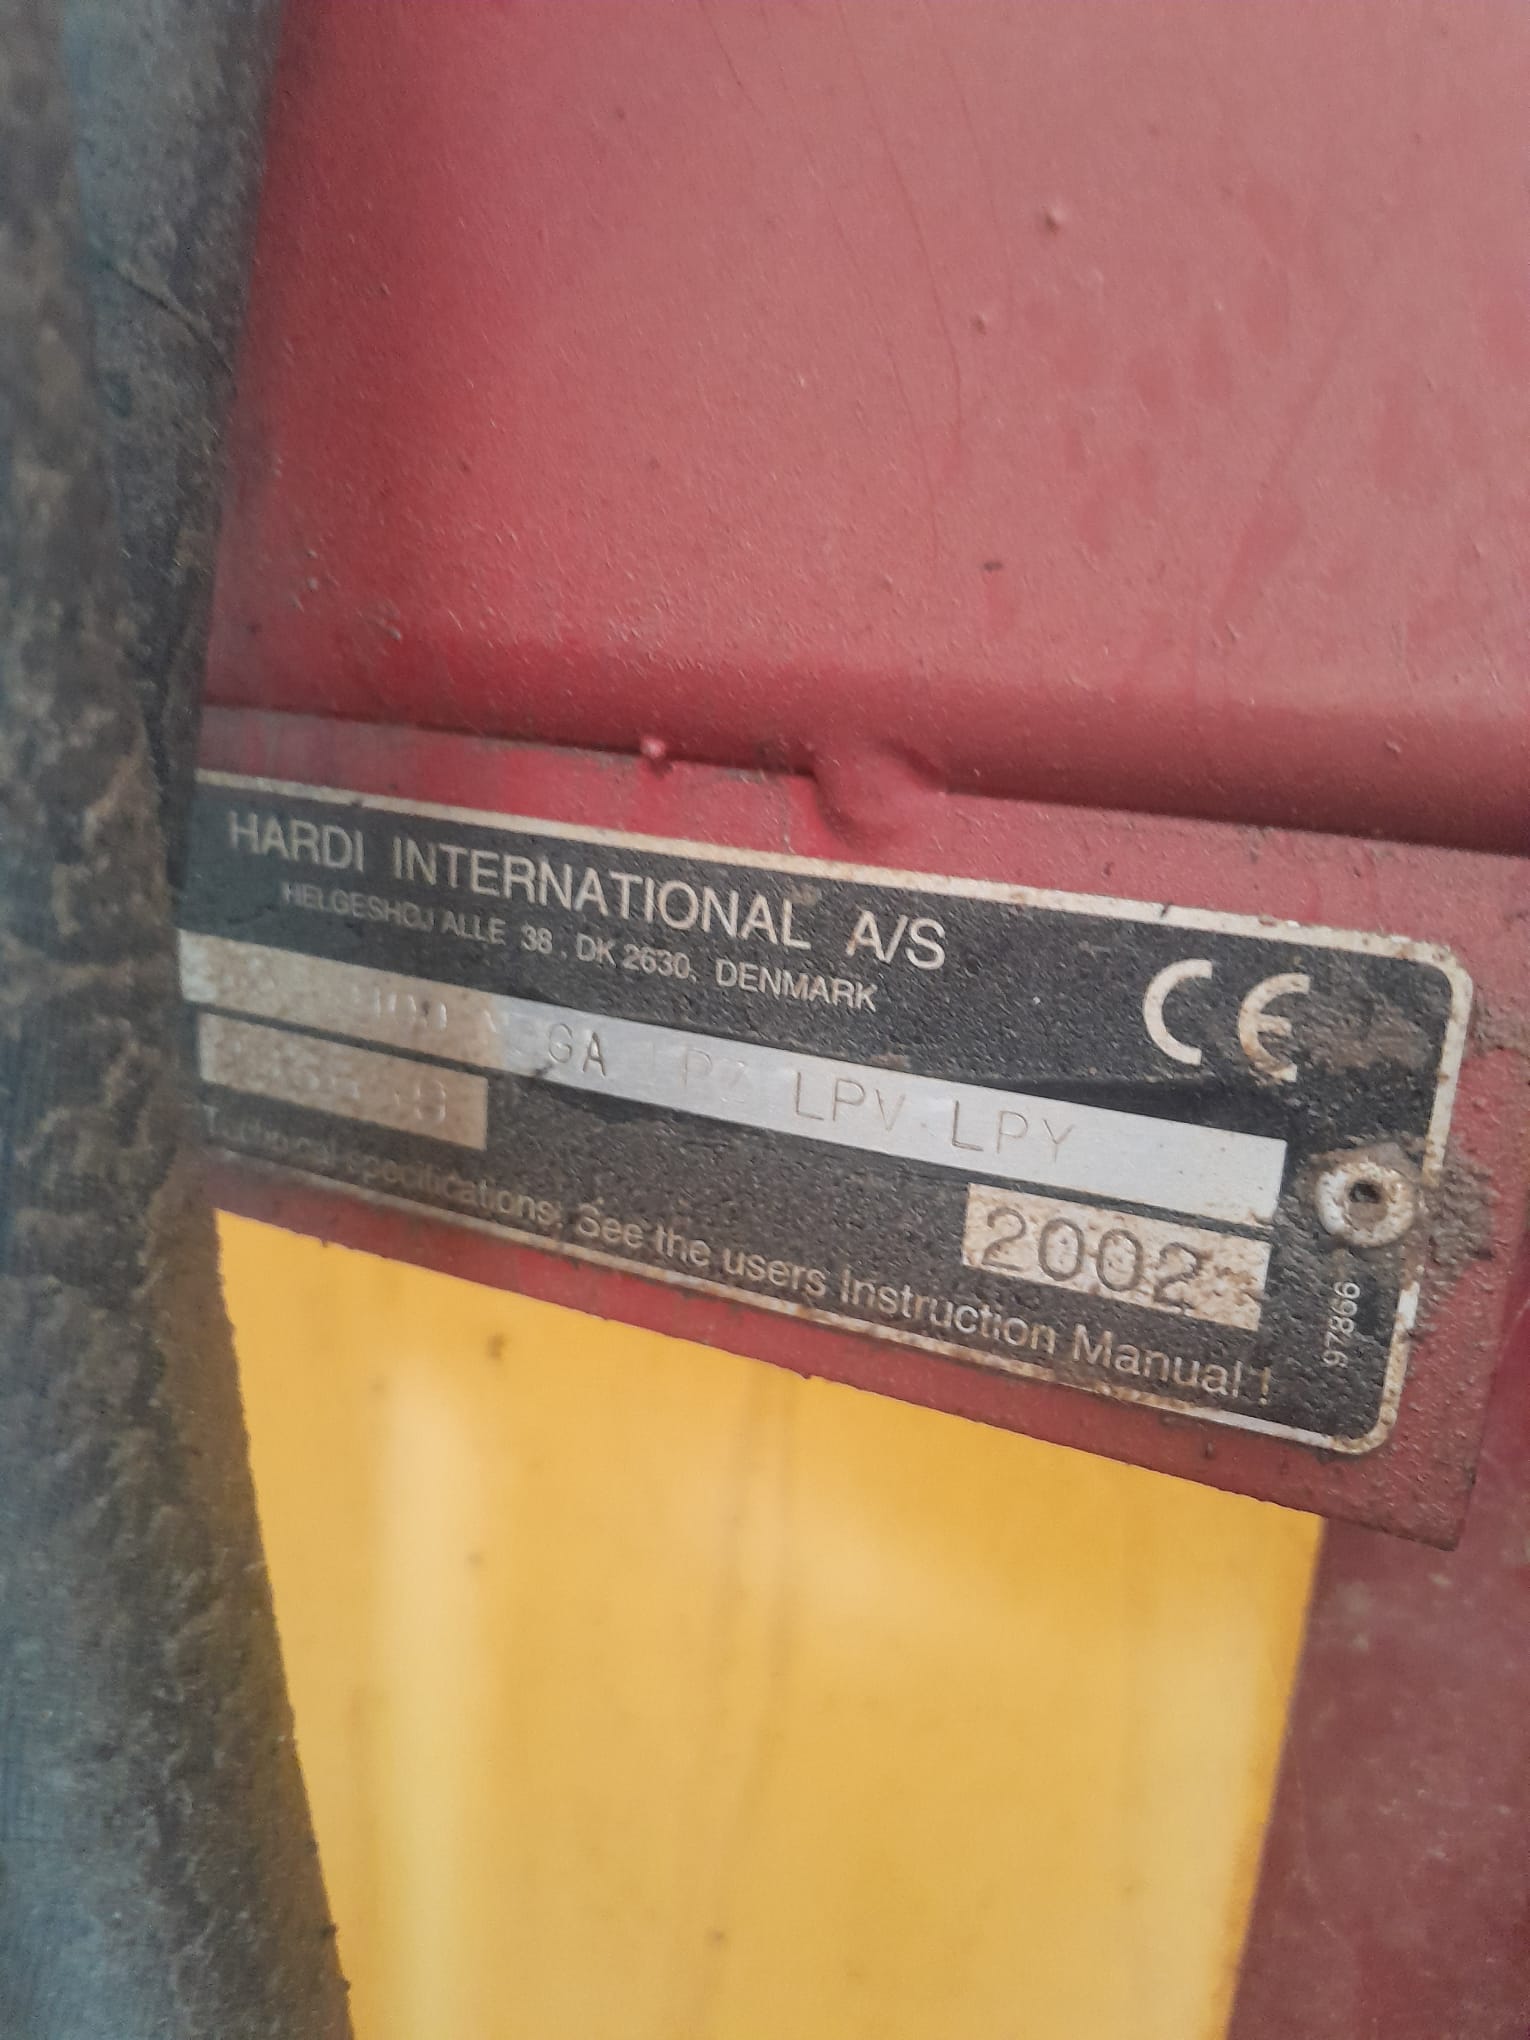 HARDI INTERNATIONAL A/S
HELGESHØJ ALLE 38, DK 2630, DENMARK
CE
GA LPZ LPV LPY
2002
Technical specifications: See the users Instruction Manual !
97866